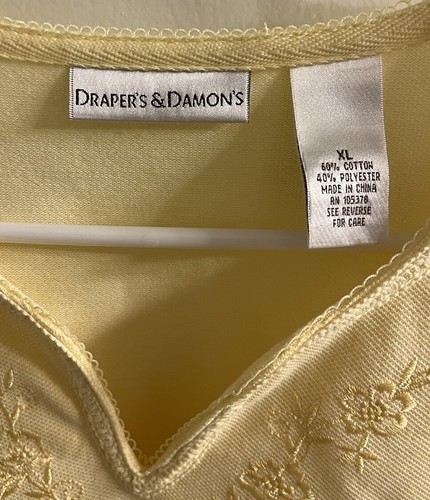 DRAPER'S & DAMON'S
XL
60% COTTON
40% POLYESTER
MADE IN CHINA
RN 105378
SEE REVERSE
FOR CARE